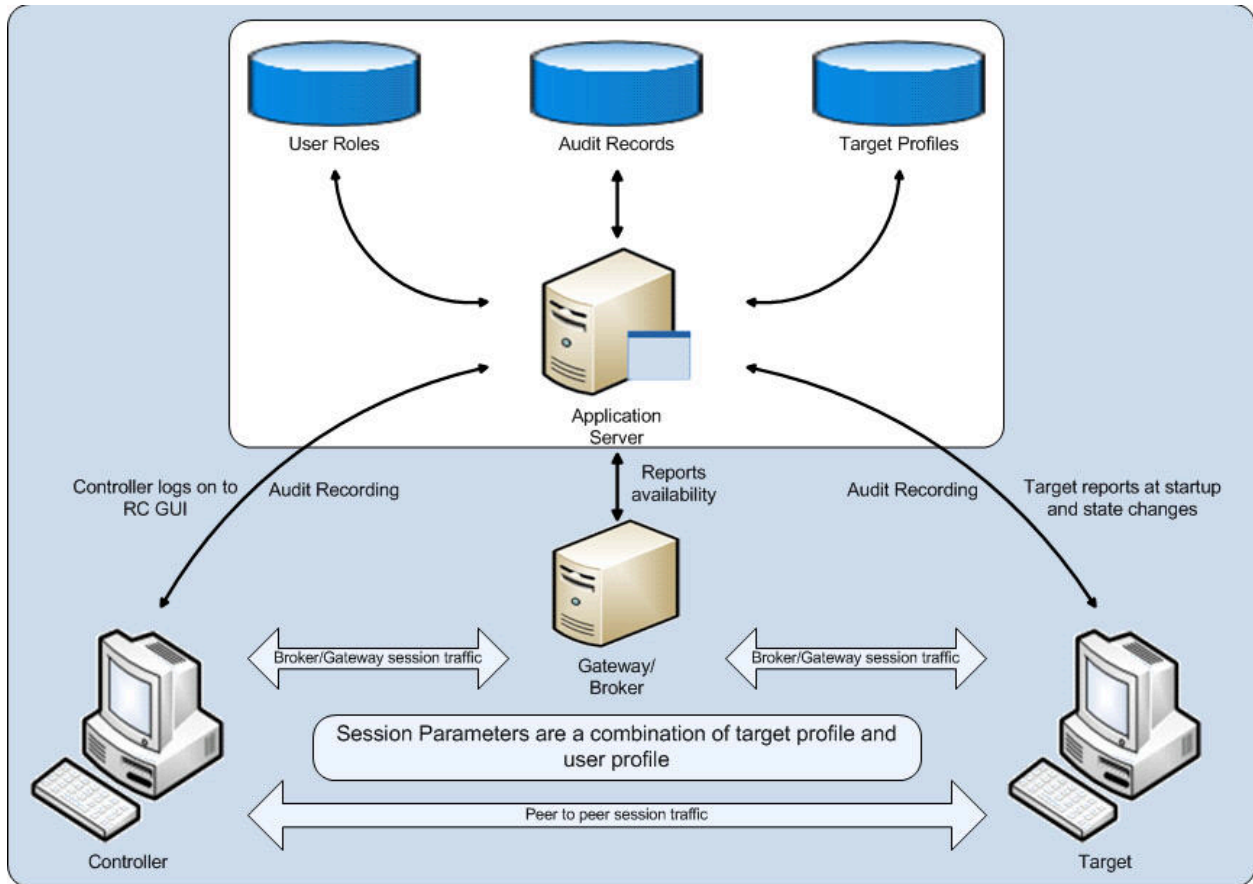 User Roles
Audit Records
Target Profiles
Application
Server
Controller logs on to
RC GUI
Audit Recording
Reports
availability
Audit Recording
Target reports at startup
and state changes
Broker/Gateway session traffic
Gateway/
Broker
Broker/Gateway session traffic
Session Parameters are a combination of target profile and
user profile
Peer to peer session traffic
Controller
Target